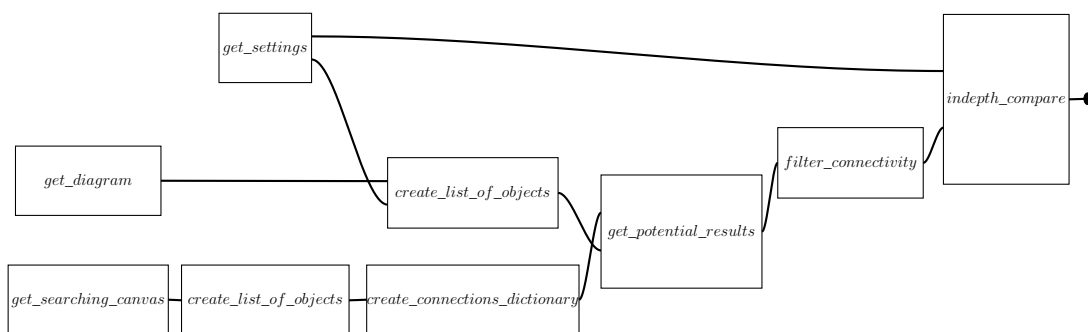 get_settings
indepth_compare
filter_connectivity
get_diagram
create_list_of_objects
get_potential_results
get_searching_canvas
create_list_of_objects
create_connections_dictionary